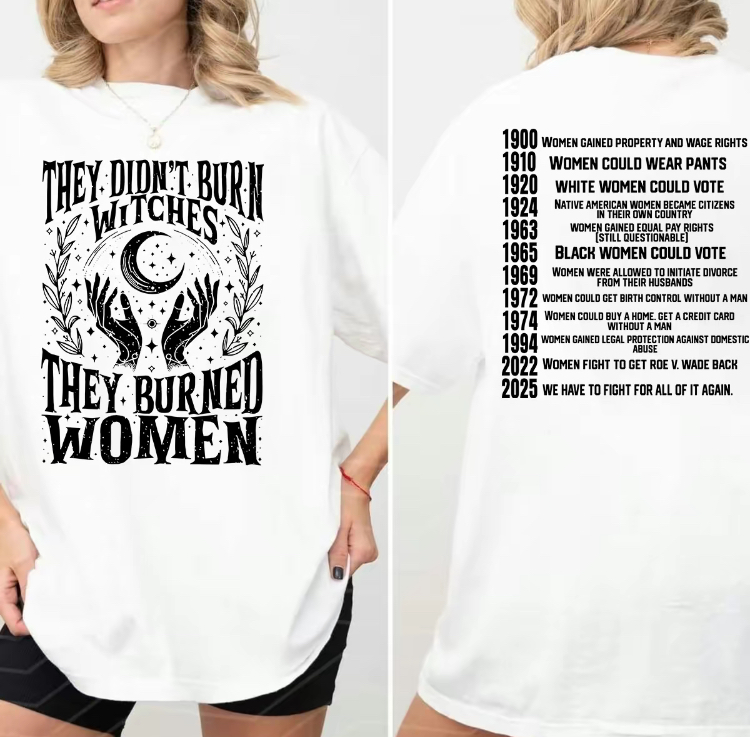 THEY DIDN'T BURN
WITCHES
THEY BURNED
WOMEN
1900 WOMEN GAINED PROPERTY AND WAGE RIGHTS
1910 WOMEN COULD WEAR PANTS
1920 WHITE WOMEN COULD VOTE
1924 NATIVE AMERICAN WOMEN BECAME CITIZENS
IN THEIR OWN COUNTRY
1963 WOMEN GAINED EQUAL PAY RIGHTS
[STILL QUESTIONABLE]
1965 BLACK WOMEN COULD VOTE
1969 WOMEN WERE ALLOWED TO INITIATE DIVORCE
FROM THEIR HUSBANDS
1972 WOMEN COULD GET BIRTH CONTROL WITHOUT A MAN
1974 WOMEN COULD BUY A HOME. GET A CREDIT CARD
WITHOUT A MAN
1994 WOMEN GAINED LEGAL PROTECTION AGAINST DOMESTIC
ABUSE
2022 WOMEN FIGHT TO GET ROE V. WADE BACK
2025 WE HAVE TO FIGHT FOR ALL OF IT AGAIN.